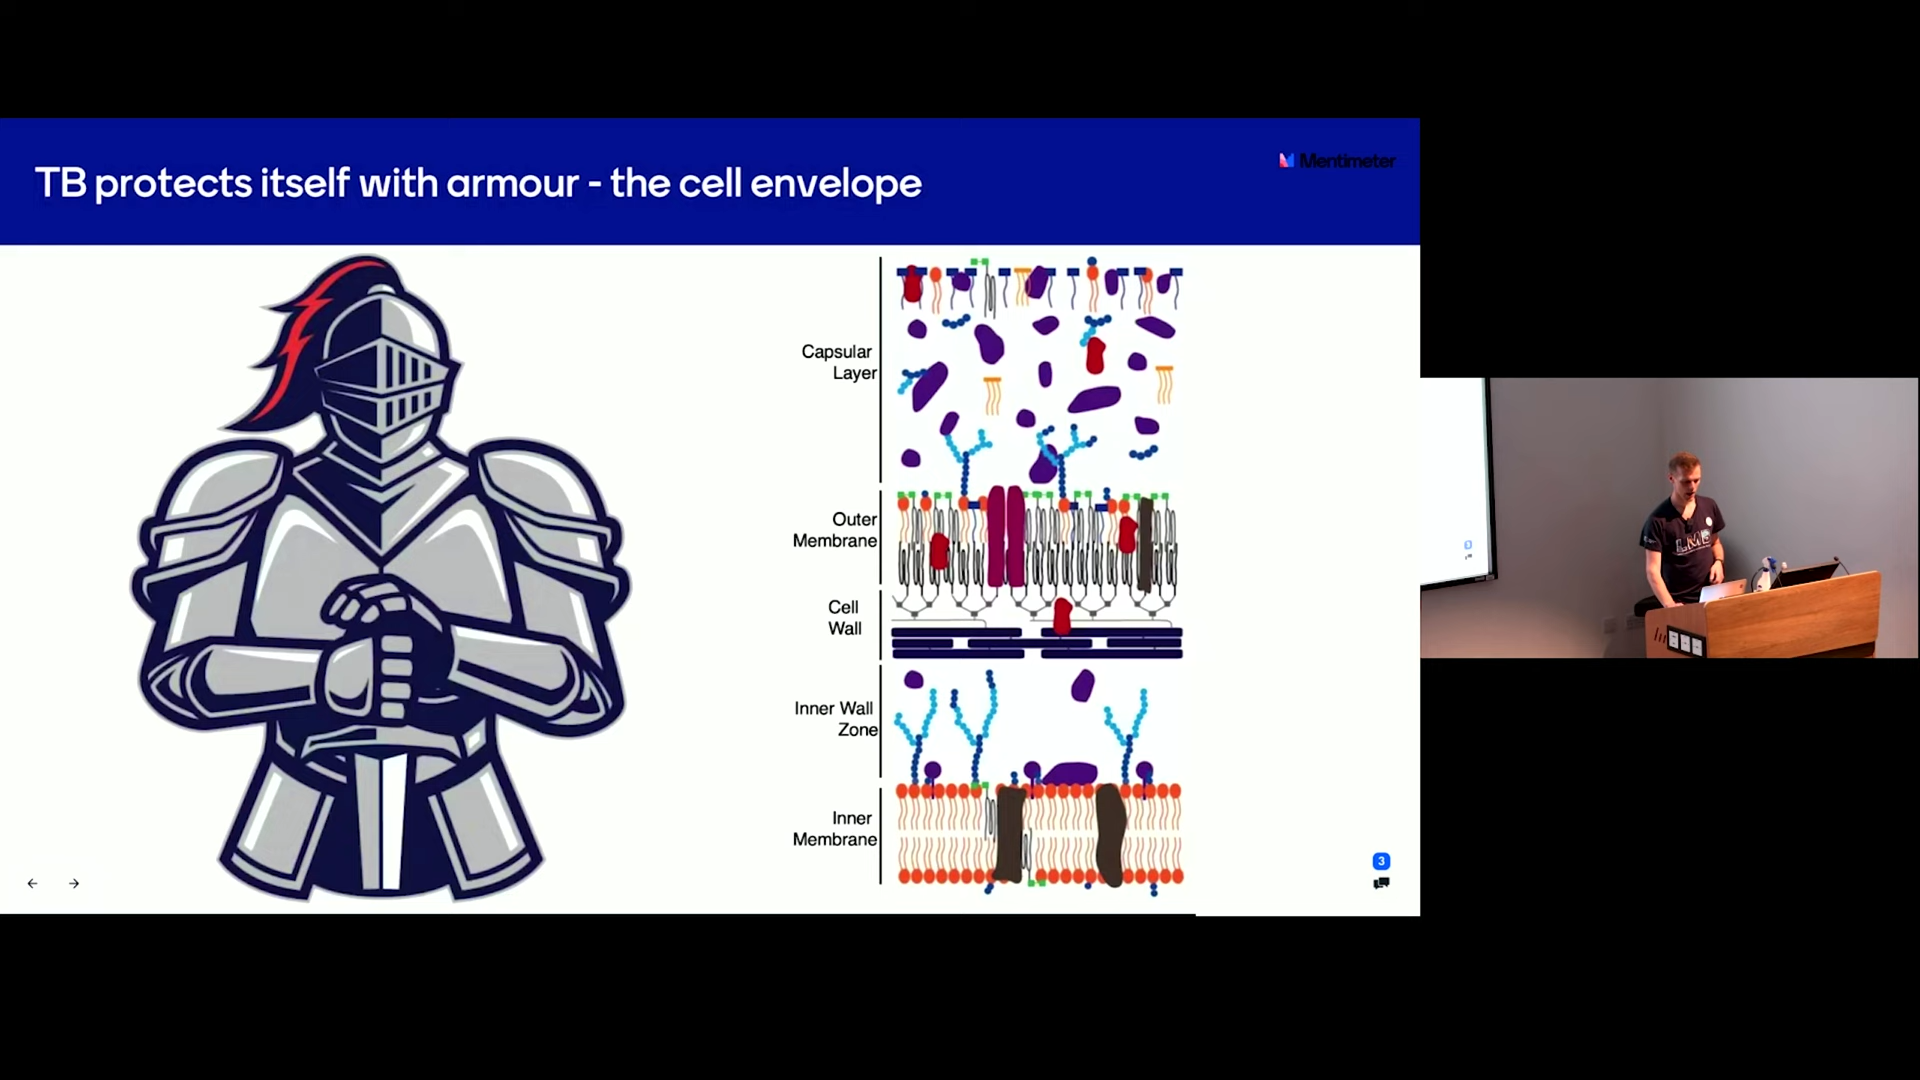 TB protects itself with armour - the cell envelope
Mentimeter
Capsular
Layer
Outer
Membrane
Cell
Wall
Inner Wall
Zone
Inner
Membrane
3
LMB